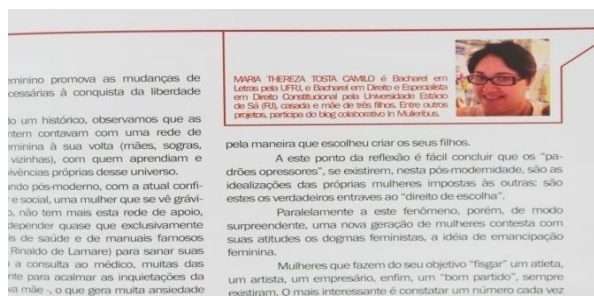 eminino promova as mudanças de
cessárias à conquista da liberdade
do um histórico, observamos que as
ntem contavam com uma rede de
eminina à sua volta (mães, sogras,
vizinhas), com quem aprendiam e
vivências próprias desse universo.
ndo pós-moderno, com a atual confi-
e social, uma mulher que se vê grávi-
o, não tem mais esta rede de apoio,
depender quase que exclusivamente
is de saúde e de manuais famosos
Rinaldo de Lamare) para sanar suas
a consulta ao médico, muitas das
nte para acalmar as inquietações da
va mãe -, o que gera muita ansiedade
MARIA THEREZA TOSTA CAMILO é Bacharel em
Letras pela UFRJ, e Bacharel em Direito e Especialista
em Direito Constitucional pela Universidade Estácio
de Sá (RJ), casada e mãe de três filhos. Entre outros
projetos, participa do blog colaborativo In Mulieribus.
pela maneira que escolheu criar os seus filhos.
A este ponto da reflexão é fácil concluir que os “pa-
drões opressores”, se existirem, nesta pós-modernidade, são as
idealizações das próprias mulheres impostas às outras: são
estes os verdadeiros entraves ao “direito de escolha”.
Paralelamente a este fenômeno, porém, de modo
surpreendente, uma nova geração de mulheres contesta com
suas atitudes os dogmas feministas, a idéia de emancipação
feminina.
Mulheres que fazem do seu objetivo “fisgar” um atleta,
um artista, um empresário, enfim, um “bom partido”, sempre
existiram. O mais interessante é constatar um número cada vez